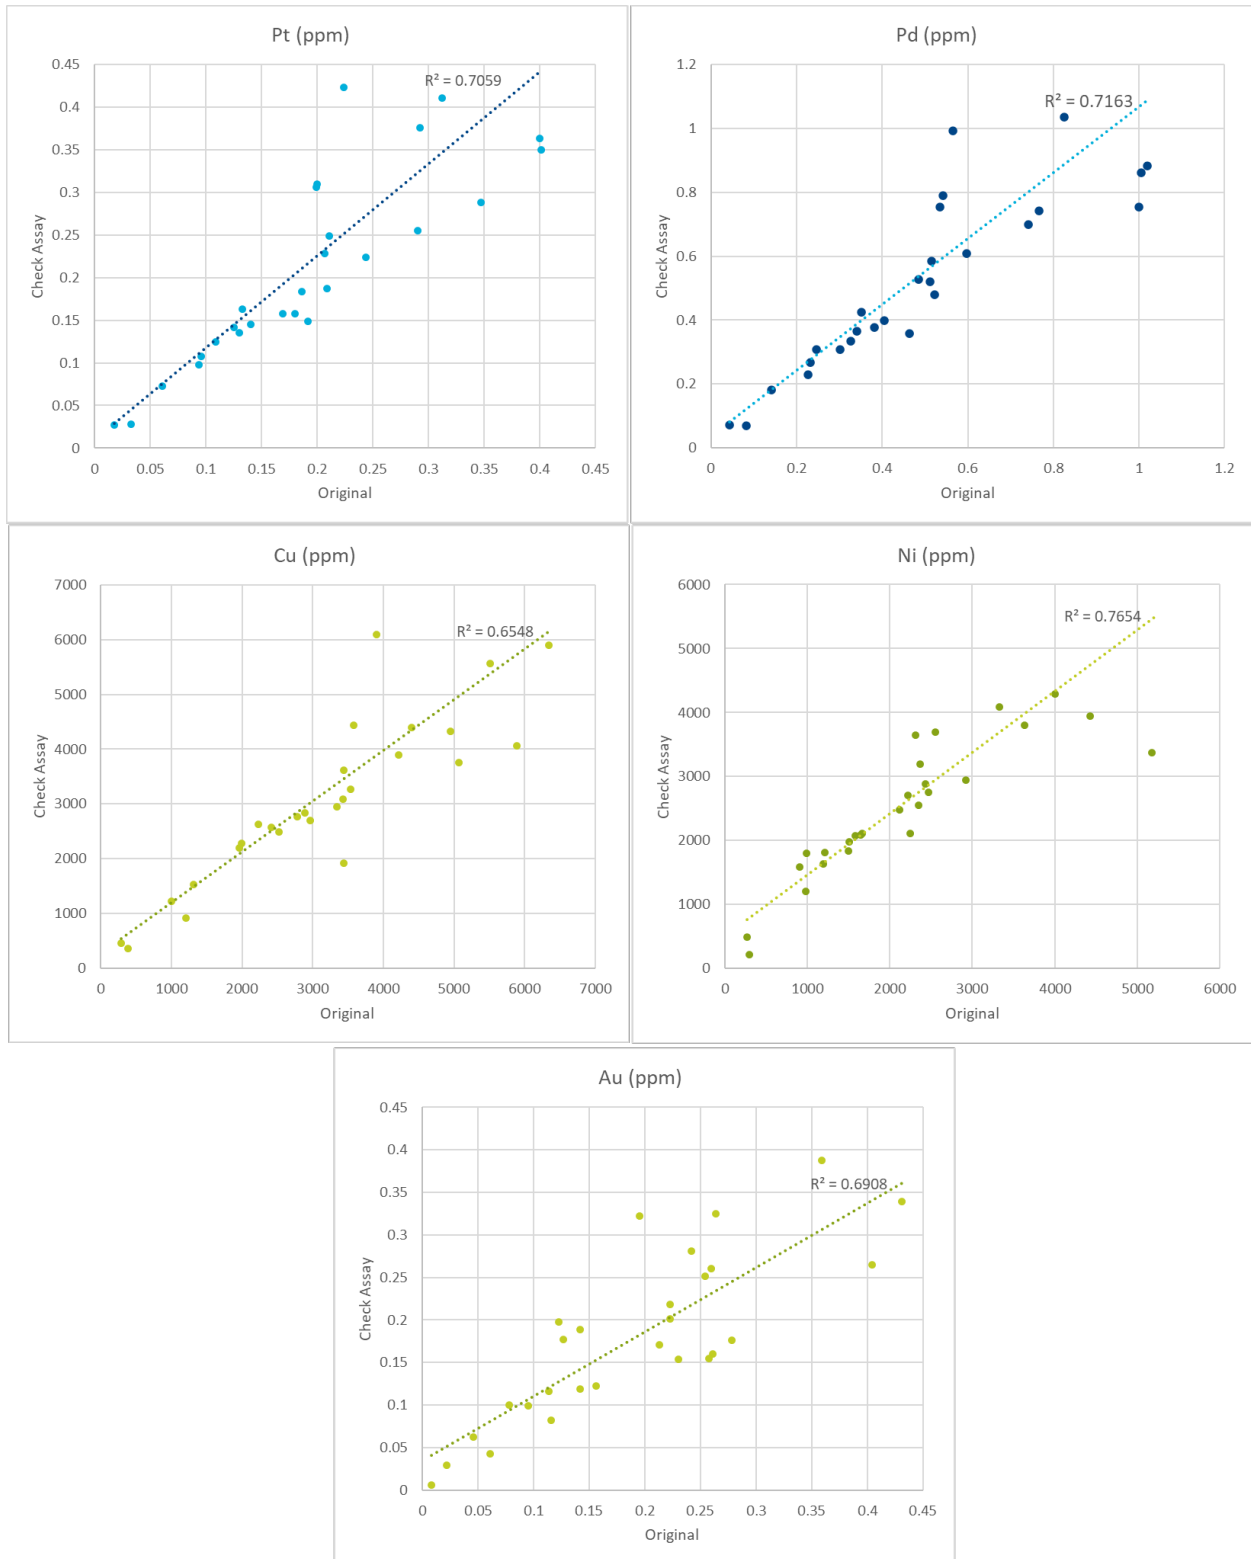 Pt (ppm)
R² = 0.7059
0.45
0.4
0.35
0.3
0.25
0.2
0.15
0.1
0.05
0
Check Assay
0 0.05 0.1 0.15 0.2 0.25 0.3 0.35 0.4 0.45
Original
Pd (ppm)
R² = 0.7163
1.2
1
0.8
0.6
0.4
0.2
0
Check Assay
0 0.2 0.4 0.6 0.8 1 1.2
Original
Cu (ppm)
R² = 0.6548
7000
6000
5000
4000
3000
2000
1000
0
Check Assay
0 1000 2000 3000 4000 5000 6000 7000
Original
Ni (ppm)
R² = 0.7654
6000
5000
4000
3000
2000
1000
0
Check Assay
0 1000 2000 3000 4000 5000 6000
Original
Au (ppm)
R² = 0.6908
0.45
0.4
0.35
0.3
0.25
0.2
0.15
0.1
0.05
0
Check Assay
0 0.05 0.1 0.15 0.2 0.25 0.3 0.35 0.4 0.45
Original